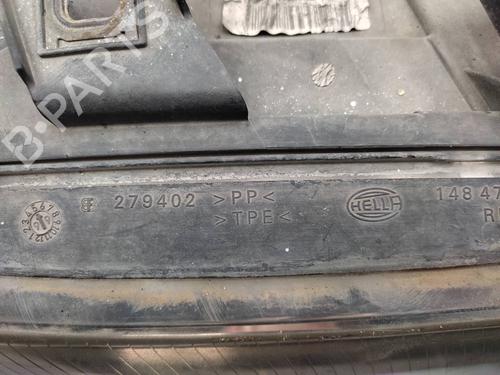 B-PARTS
279402 >PP<
>TPE<
HELLA
148 47
R